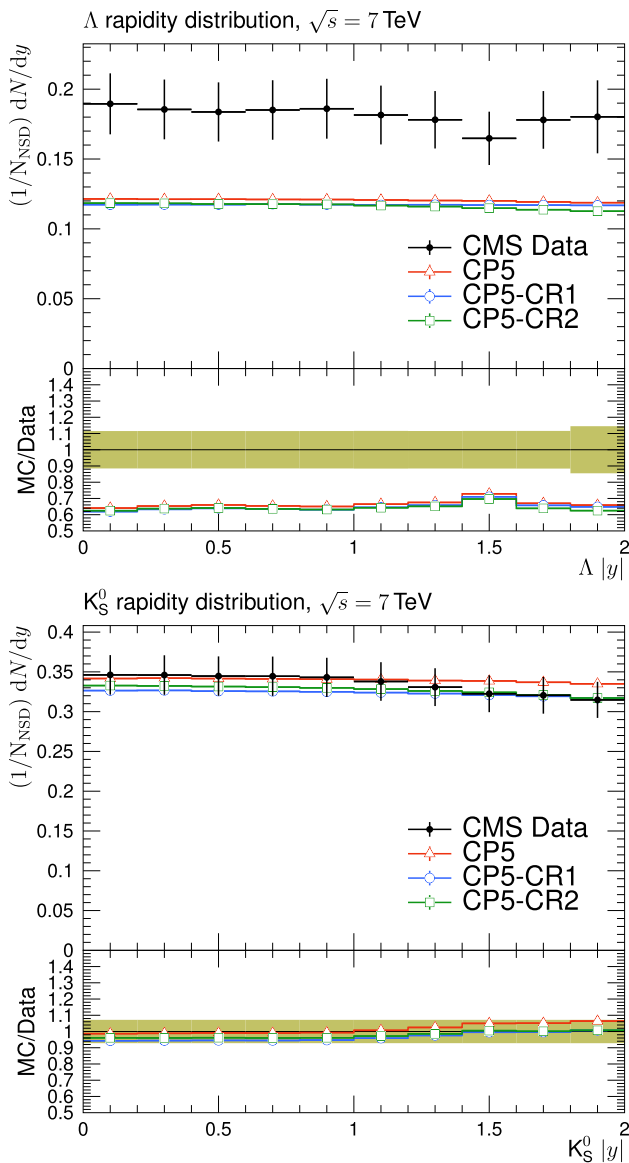 Λ rapidity distribution, √s = 7 TeV
(1/N_NSD) dN/dy
0.2
0.15
0.1
0.05
0
CMS Data
CP5
CP5-CR1
CP5-CR2
MC/Data
1.4
1.3
1.2
1.1
1
0.9
0.8
0.7
0.6
0.5
0 0.5 1 1.5 2
Λ |y|
K⁰_S rapidity distribution, √s = 7 TeV
(1/N_NSD) dN/dy
0.4
0.35
0.3
0.25
0.2
0.15
0.1
0.05
0
CMS Data
CP5
CP5-CR1
CP5-CR2
MC/Data
1.4
1.3
1.2
1.1
1
0.9
0.8
0.7
0.6
0.5
0 0.5 1 1.5 2
K⁰_S |y|